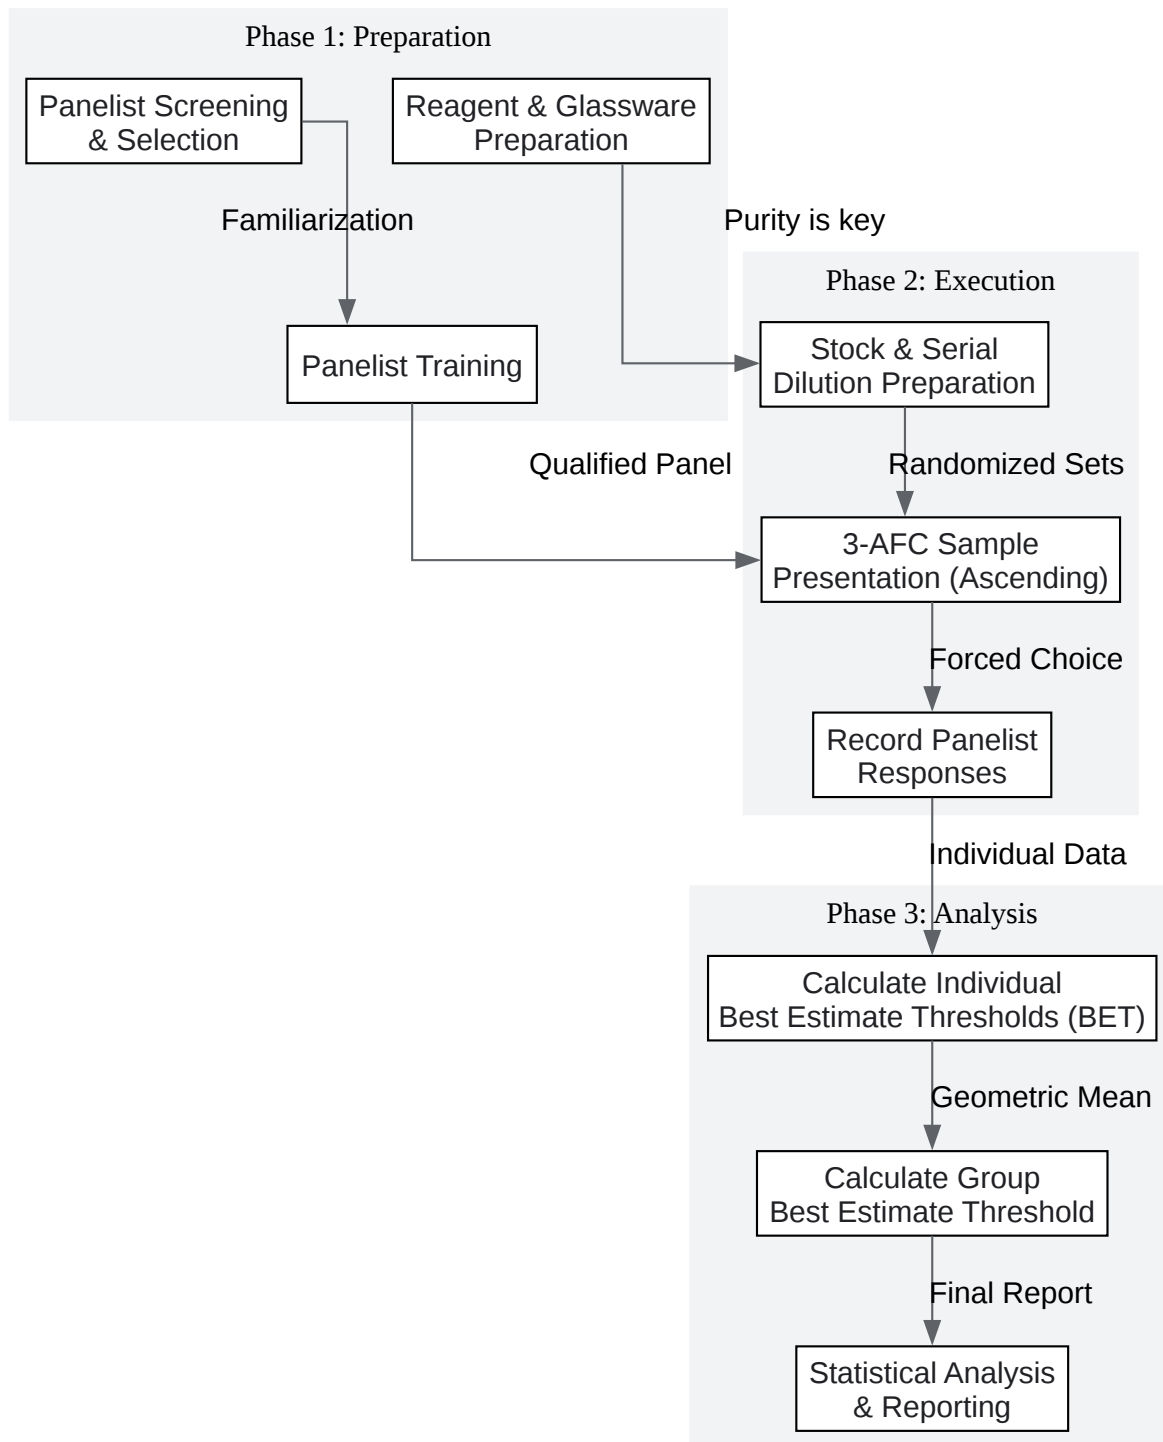 Phase 1: Preparation
Panelist Screening
& Selection
Reagent & Glassware
Preparation
Familiarization
Purity is key
Panelist Training
Phase 2: Execution
Stock & Serial
Dilution Preparation
Qualified Panel
Randomized Sets
3-AFC Sample
Presentation (Ascending)
Forced Choice
Record Panelist
Responses
Individual Data
Phase 3: Analysis
Calculate Individual
Best Estimate Thresholds (BET)
Geometric Mean
Calculate Group
Best Estimate Threshold
Final Report
Statistical Analysis
& Reporting